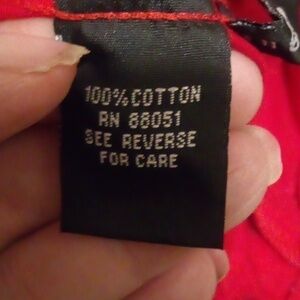 100% COTTON
RN 88051
SEE REVERSE
FOR CARE